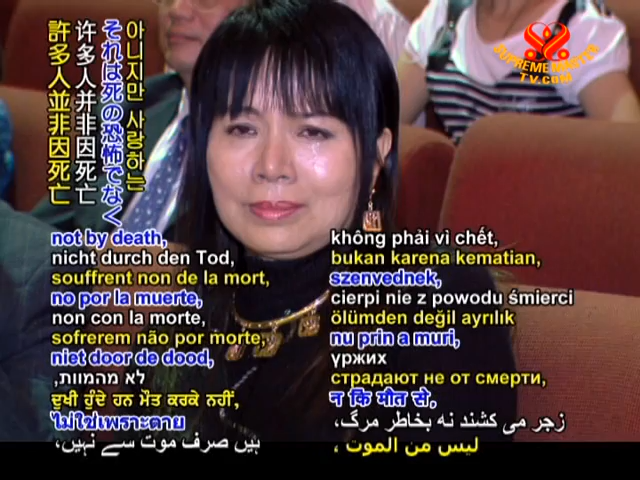 SUPREME MASTER
TV.COM
許多人並非因死亡
许多人并非因死亡
それは死の恐怖でなく
아니지만 사랑하는
not by death,
nicht durch den Tod,
souffrent non de la mort,
no por la muerte,
non con la morte,
sofrerem não por morte,
niet door de dood,
לא מהמוות,
ਦੁਖੀ ਹੁੰਦੇ ਹਨ ਮੌਤ ਕਰਕੇ ਨਹੀਂ,
ไม่ใช่เพราะตาย
ہیں صرف موت سے نہیں،
không phải vì chết,
bukan karena kematian,
szenvednek,
cierpi nie z powodu śmierci
ölümden değil ayrılık
nu prin a muri,
үржих
страдают не от смерти,
न कि मौत से,
زجر می کشند نه بخاطر مرگ،
ليس من الموت ،